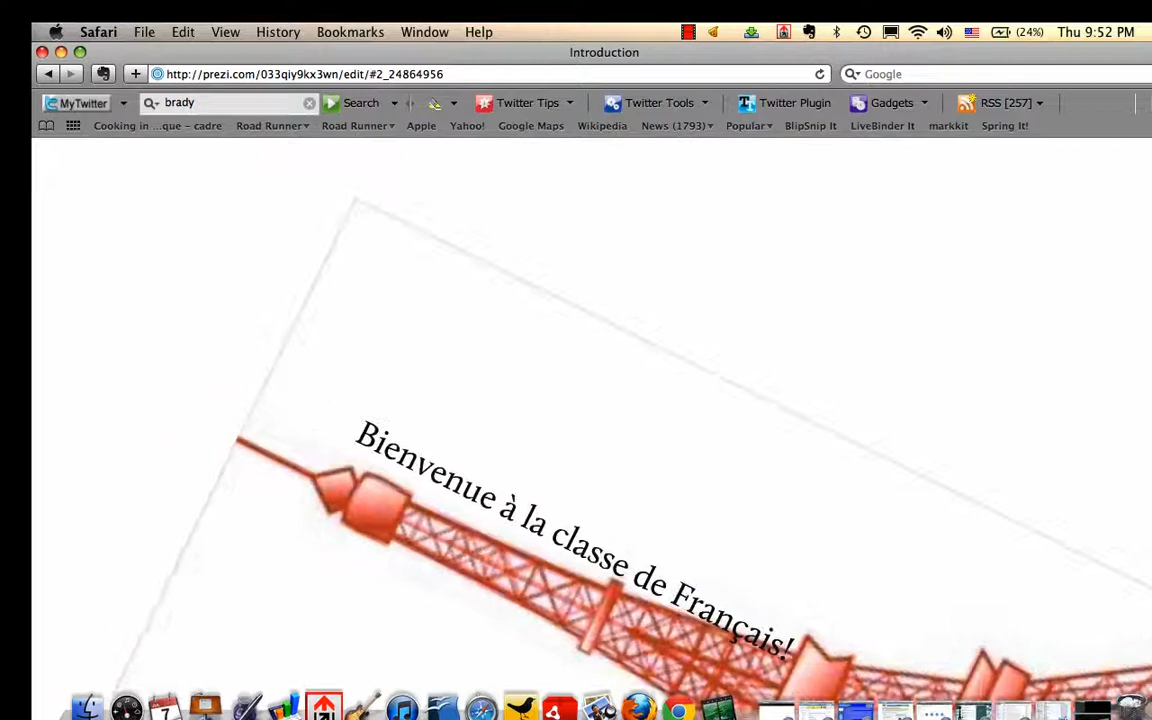 Safari File Edit View History Bookmarks Window Help (24%) Thu 9:52 PM
Introduction
http://prezi.com/033qiy9kx3wn/edit/#2_24864956 Google
MyTwitter brady Search Twitter Tips Twitter Tools Twitter Plugin Gadgets RSS [257]
Cooking in ...que - cadre Road Runner Road Runner Apple Yahoo! Google Maps Wikipedia News (1793) Popular BlipSnip It LiveBinder It markkit Spring It!
Bienvenue à la classe de Français!
7